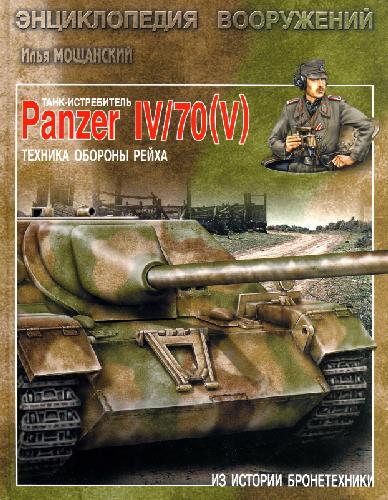 ЭНЦИКЛОПЕДИЯ ВООРУЖЕНИЙ
Илья МОЩАНСКИЙ
ТАНК-ИСТРЕБИТЕЛЬ
Panzer IV/70(V)
ТЕХНИКА ОБОРОНЫ РЕЙХА
ИЗ ИСТОРИИ БРОНЕТЕХНИКИ